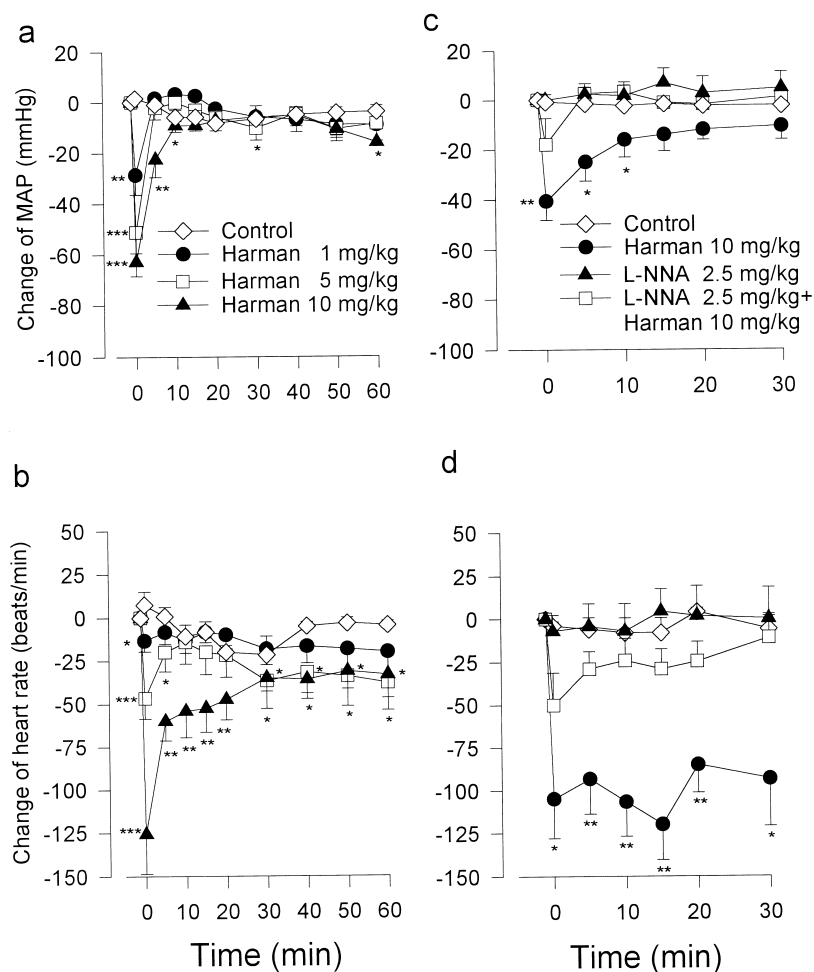 a
Change of MAP (mmHg)
20
0
-20
-40
-60
-80
-100
**
***
***
**
*
*
*
Control
Harman 1 mg/kg
Harman 5 mg/kg
Harman 10 mg/kg
0 10 20 30 40 50 60
c
20
0
-20
-40
-60
-80
-100
**
*
*
Control
Harman 10 mg/kg
L-NNA 2.5 mg/kg
L-NNA 2.5 mg/kg+
Harman 10 mg/kg
0 10 20 30
b
Change of heart rate (beats/min)
50
25
0
-25
-50
-75
-100
-125
-150
*
***
***
*
** ** ** **
* * * *
* * * *
0 10 20 30 40 50 60
Time (min)
d
50
25
0
-25
-50
-75
-100
-125
-150
*
**
**
**
**
*
0 10 20 30
Time (min)